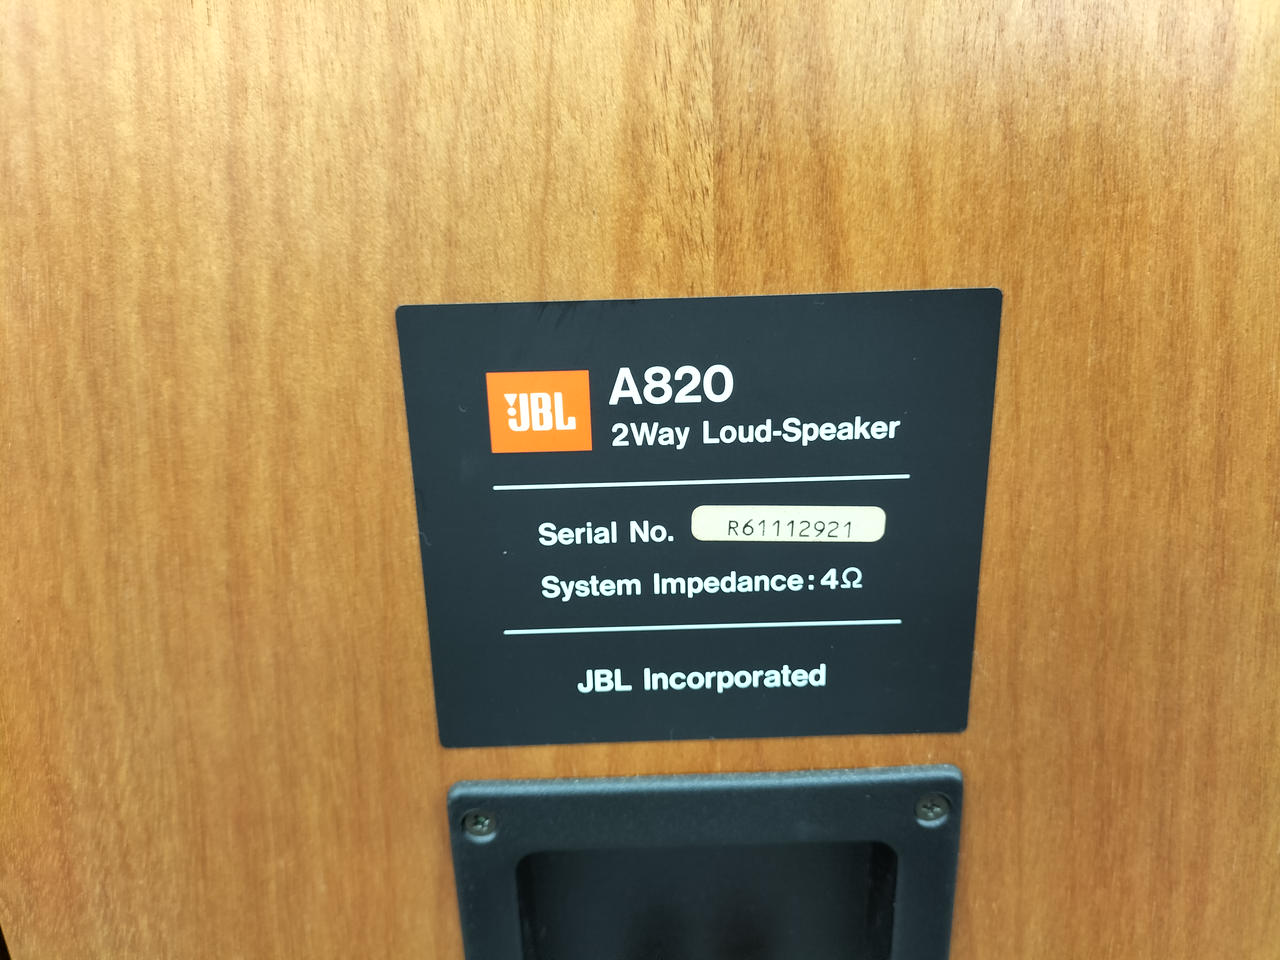 JBL
A820
2Way Loud-Speaker
Serial No. R61112921
System Impedance: 4Ω
JBL Incorporated